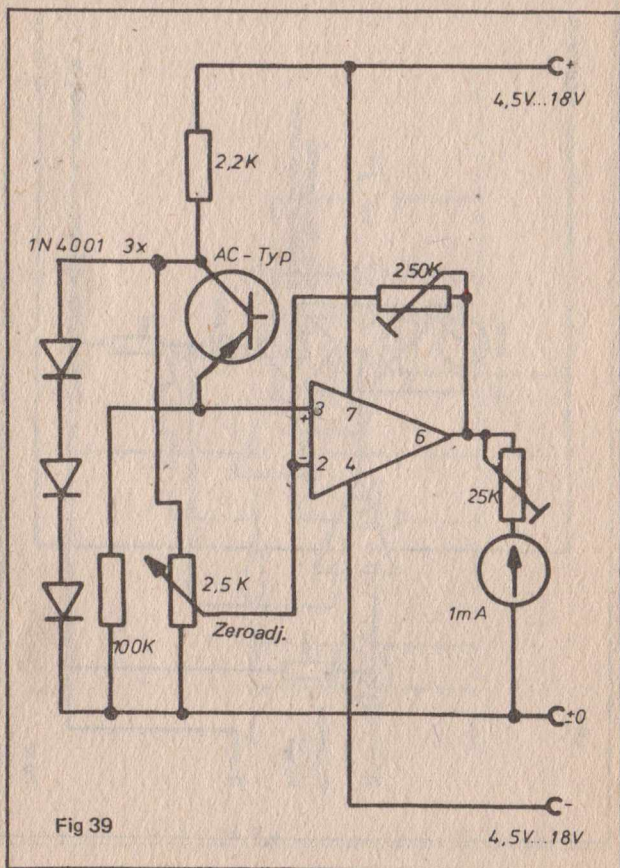 +
4,5V...18V
2,2K
1N4001 3x
AC-Typ
250K
3
7
+
6
-
2
4
25K
2,5K
1mA
100K
Zeroadj.
±0
-
Fig 39
4,5V...18V